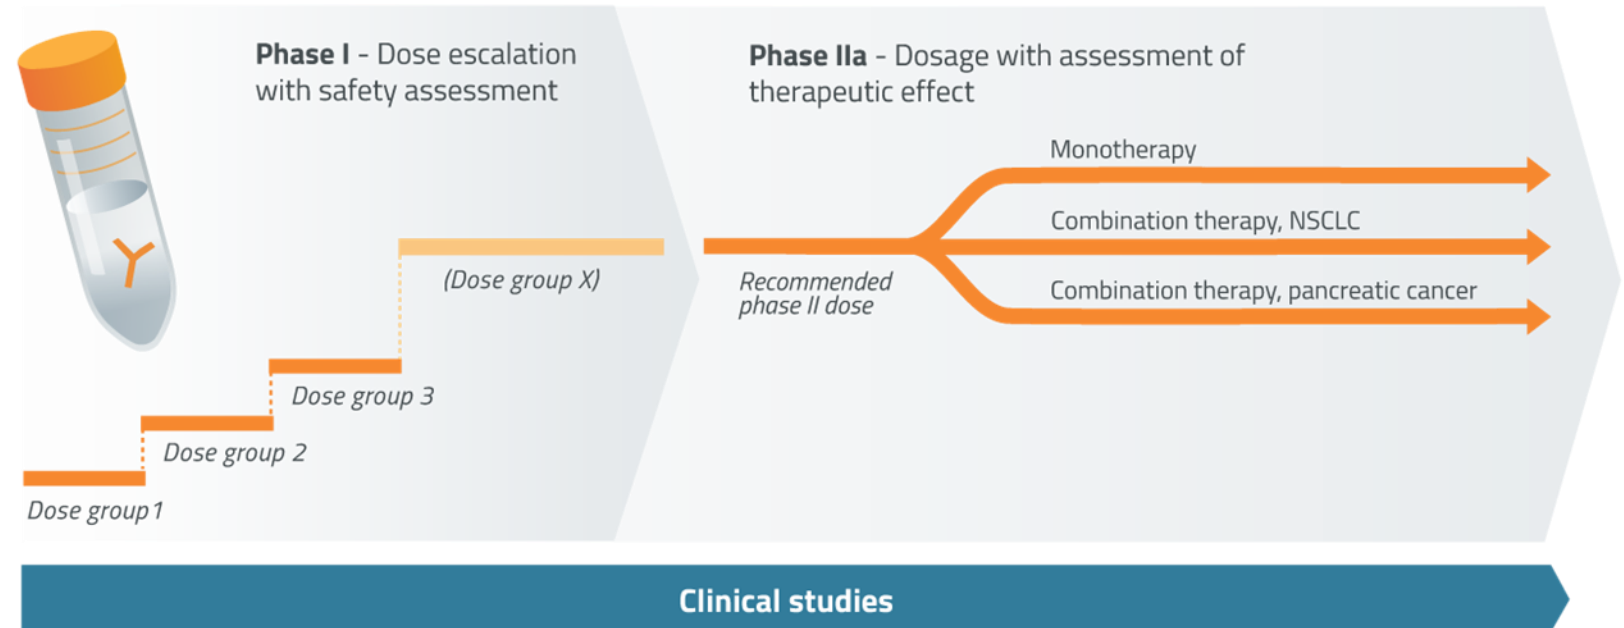 Phase I - Dose escalation
with safety assessment
Phase IIa - Dosage with assessment of
therapeutic effect
Monotherapy
Combination therapy, NSCLC
Combination therapy, pancreatic cancer
(Dose group X)
Recommended
phase II dose
Dose group 3
Dose group 2
Dose group 1
Clinical studies